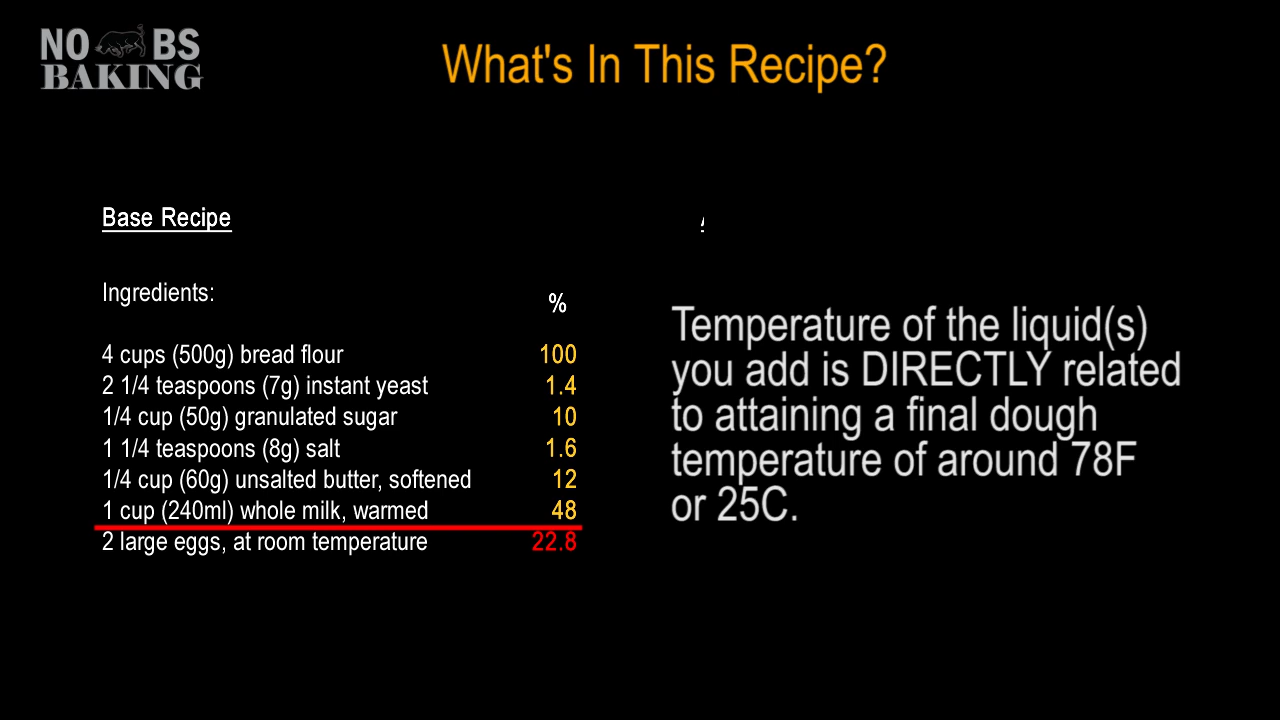 NO BS
BAKING
What's In This Recipe?
Base Recipe
Ingredients:
%
4 cups (500g) bread flour 100
2 1/4 teaspoons (7g) instant yeast 1.4
1/4 cup (50g) granulated sugar 10
1 1/4 teaspoons (8g) salt 1.6
1/4 cup (60g) unsalted butter, softened 12
1 cup (240ml) whole milk, warmed 48
2 large eggs, at room temperature 22.8
Temperature of the liquid(s)
you add is DIRECTLY related
to attaining a final dough
temperature of around 78F
or 25C.